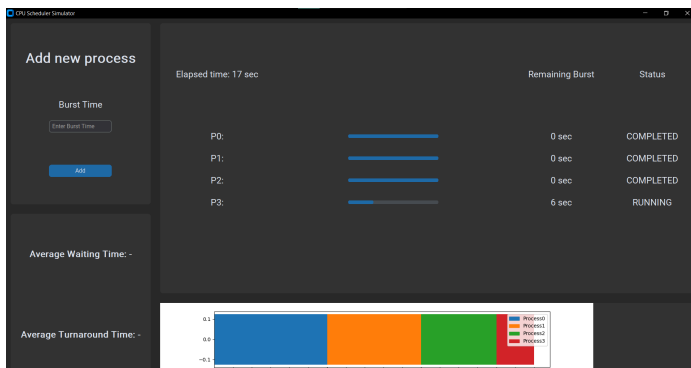 CPU Scheduler Simulator
Add new process
Burst Time
Enter Burst Time
Add
Average Waiting Time: -
Average Turnaround Time: -
Elapsed time: 17 sec Remaining Burst Status
P0: 0 sec COMPLETED
P1: 0 sec COMPLETED
P2: 0 sec COMPLETED
P3: 6 sec RUNNING
0.1
0.0
−0.1
Process0
Process1
Process2
Process3